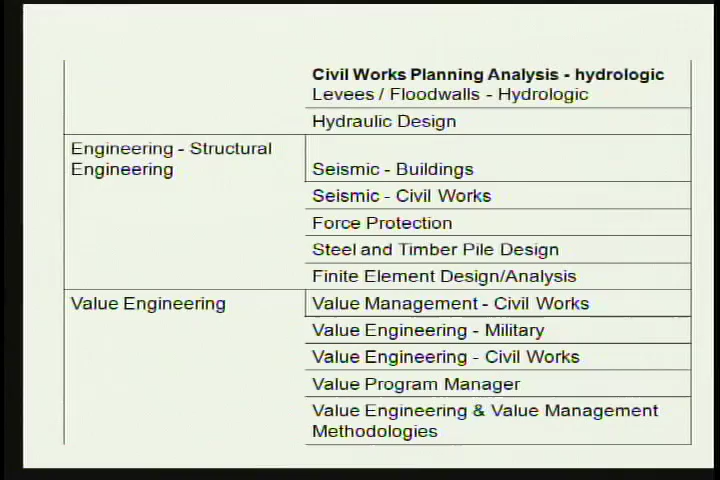 Civil Works Planning Analysis - hydrologic
Levees / Floodwalls - Hydrologic
Hydraulic Design
Engineering - Structural
Engineering
Seismic - Buildings
Seismic - Civil Works
Force Protection
Steel and Timber Pile Design
Finite Element Design/Analysis
Value Engineering
Value Management - Civil Works
Value Engineering - Military
Value Engineering - Civil Works
Value Program Manager
Value Engineering & Value Management
Methodologies